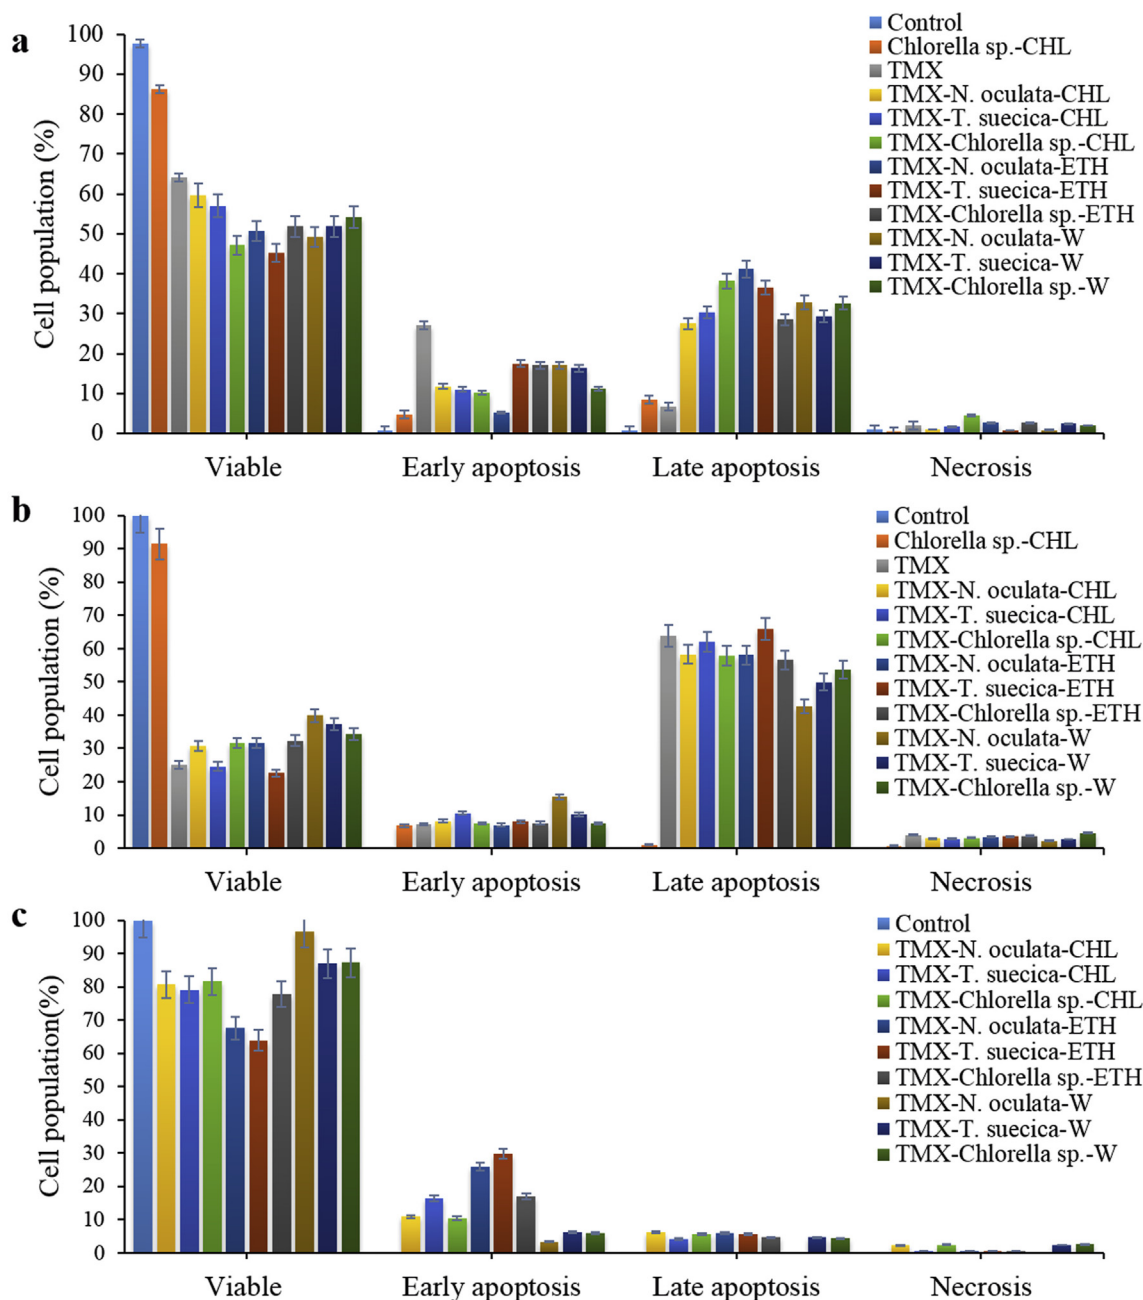 a
Cell population (%)
100
90
80
70
60
50
40
30
20
10
0
Viable
Early apoptosis
Late apoptosis
Necrosis
Control
Chlorella sp.-CHL
TMX
TMX-N. oculata-CHL
TMX-T. suecica-CHL
TMX-Chlorella sp.-CHL
TMX-N. oculata-ETH
TMX-T. suecica-ETH
TMX-Chlorella sp.-ETH
TMX-N. oculata-W
TMX-T. suecica-W
TMX-Chlorella sp.-W
b
Cell population (%)
100
90
80
70
60
50
40
30
20
10
0
Viable
Early apoptosis
Late apoptosis
Necrosis
Control
Chlorella sp.-CHL
TMX
TMX-N. oculata-CHL
TMX-T. suecica-CHL
TMX-Chlorella sp.-CHL
TMX-N. oculata-ETH
TMX-T. suecica-ETH
TMX-Chlorella sp.-ETH
TMX-N. oculata-W
TMX-T. suecica-W
TMX-Chlorella sp.-W
c
Cell population(%)
100
90
80
70
60
50
40
30
20
10
0
Viable
Early apoptosis
Late apoptosis
Necrosis
Control
TMX-N. oculata-CHL
TMX-T. suecica-CHL
TMX-Chlorella sp.-CHL
TMX-N. oculata-ETH
TMX-T. suecica-ETH
TMX-Chlorella sp.-ETH
TMX-N. oculata-W
TMX-T. suecica-W
TMX-Chlorella sp.-W